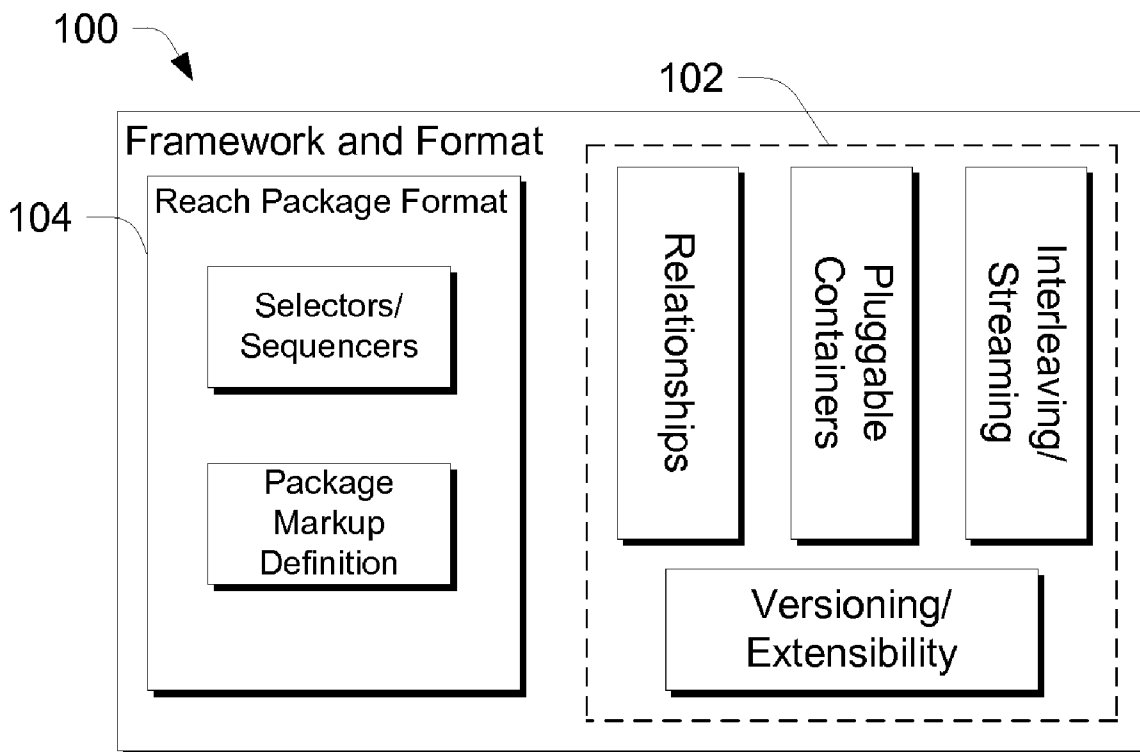 100
102
Framework and Format
104
Reach Package Format
Selectors/
Sequencers
Package
Markup
Definition
Relationships
Pluggable
Containers
Interleaving/
Streaming
Versioning/
Extensibility